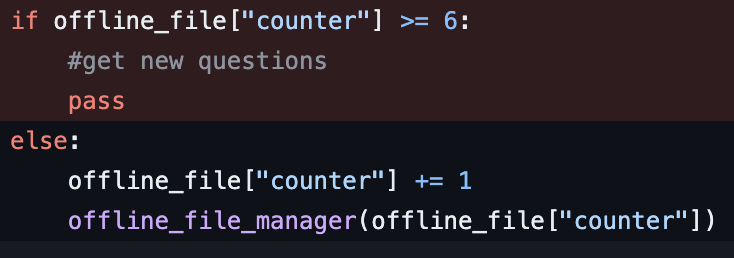 if offline_file["counter"] >= 6:
    #get new questions
    pass
else:
    offline_file["counter"] += 1
    offline_file_manager(offline_file["counter"])